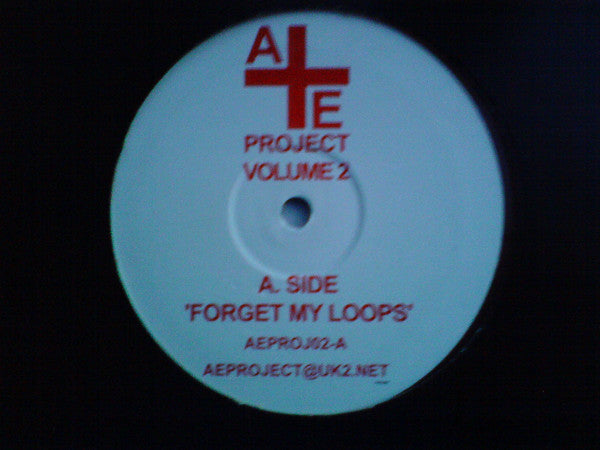 A
E
PROJECT
VOLUME 2
A. SIDE
'FORGET MY LOOPS'
AEPROJ02-A
AEPROJECT@UK2.NET